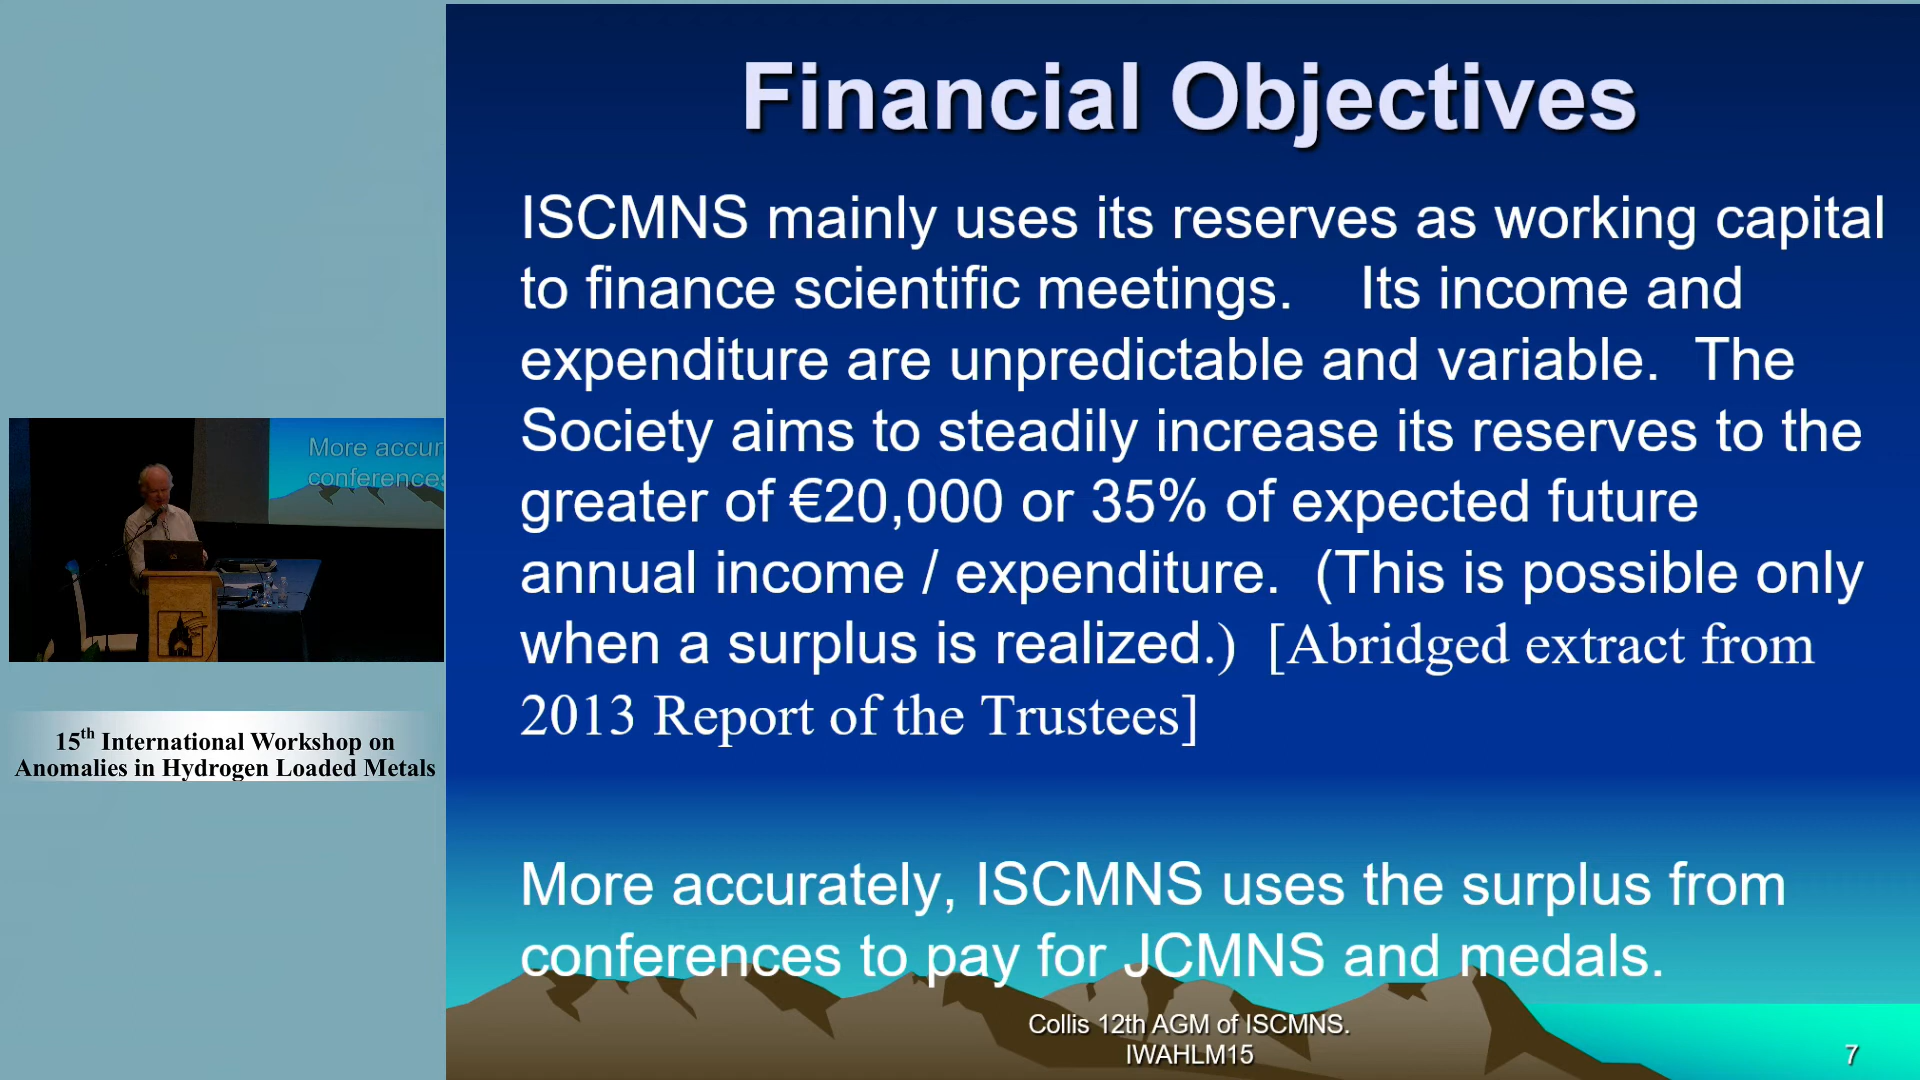 Financial Objectives
ISCMNS mainly uses its reserves as working capital
to finance scientific meetings. Its income and
expenditure are unpredictable and variable. The
Society aims to steadily increase its reserves to the
greater of €20,000 or 35% of expected future
annual income / expenditure. (This is possible only
when a surplus is realized.) [Abridged extract from
2013 Report of the Trustees]
More accurately, ISCMNS uses the surplus from
conferences to pay for JCMNS and medals.
Collis 12th AGM of ISCMNS.
IWAHLM15
7
More accur
conferences
15th International Workshop on
Anomalies in Hydrogen Loaded Metals